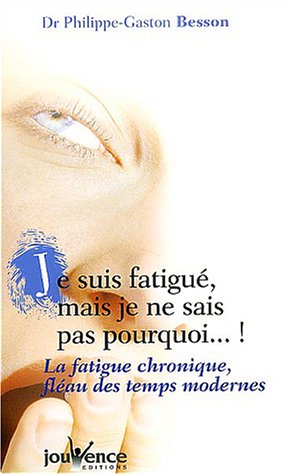 Dr Philippe-Gaston Besson
Je suis fatigué,
mais je ne sais
pas pourquoi... !
La fatigue chronique,
fléau des temps modernes
jouVence
EDITIONS